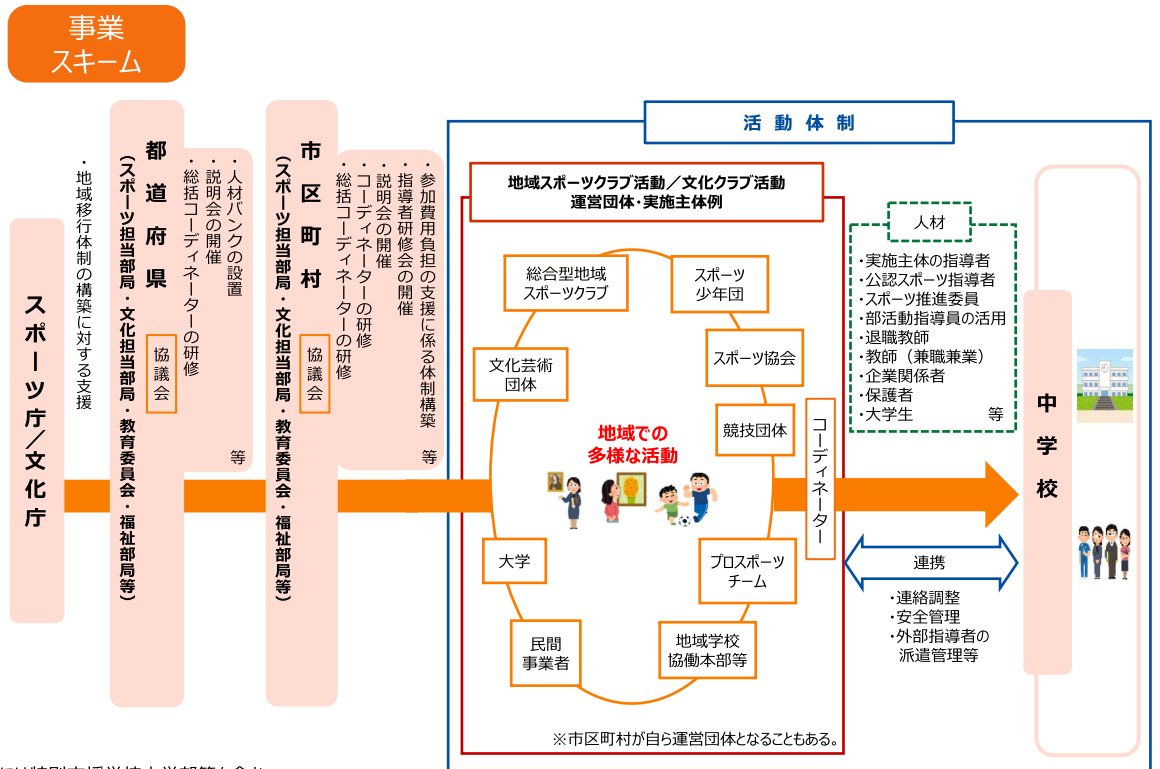 事業
スキーム
スポーツ庁／文化庁
・地域移行体制の構築に対する支援
都道府県
(スポーツ担当部局・文化担当部局・教育委員会・福祉部局等)
協議会
・人材バンクの設置
・説明会の開催
・総括コーディネーターの研修
等
市区町村
(スポーツ担当部局・文化担当部局・教育委員会・福祉部局等)
協議会
・参加費用負担の支援に係る体制構築
・指導者研修会の開催
・説明会の開催
・コーディネーターの研修
・総括コーディネーターの研修
等
活動体制
地域スポーツクラブ活動／文化クラブ活動
運営団体・実施主体例
総合型地域
スポーツクラブ
スポーツ
少年団
文化芸術
団体
スポーツ協会
競技団体
地域での
多様な活動
大学
プロスポーツ
チーム
民間
事業者
地域学校
協働本部等
※市区町村が自ら運営団体となることもある。
コーディネーター
人材
・実施主体の指導者
・公認スポーツ指導者
・スポーツ推進委員
・部活動指導員の活用
・退職教師
・教師（兼職兼業）
・企業関係者
・保護者
・大学生 等
連携
・連絡調整
・安全管理
・外部指導者の
派遣管理等
中学校